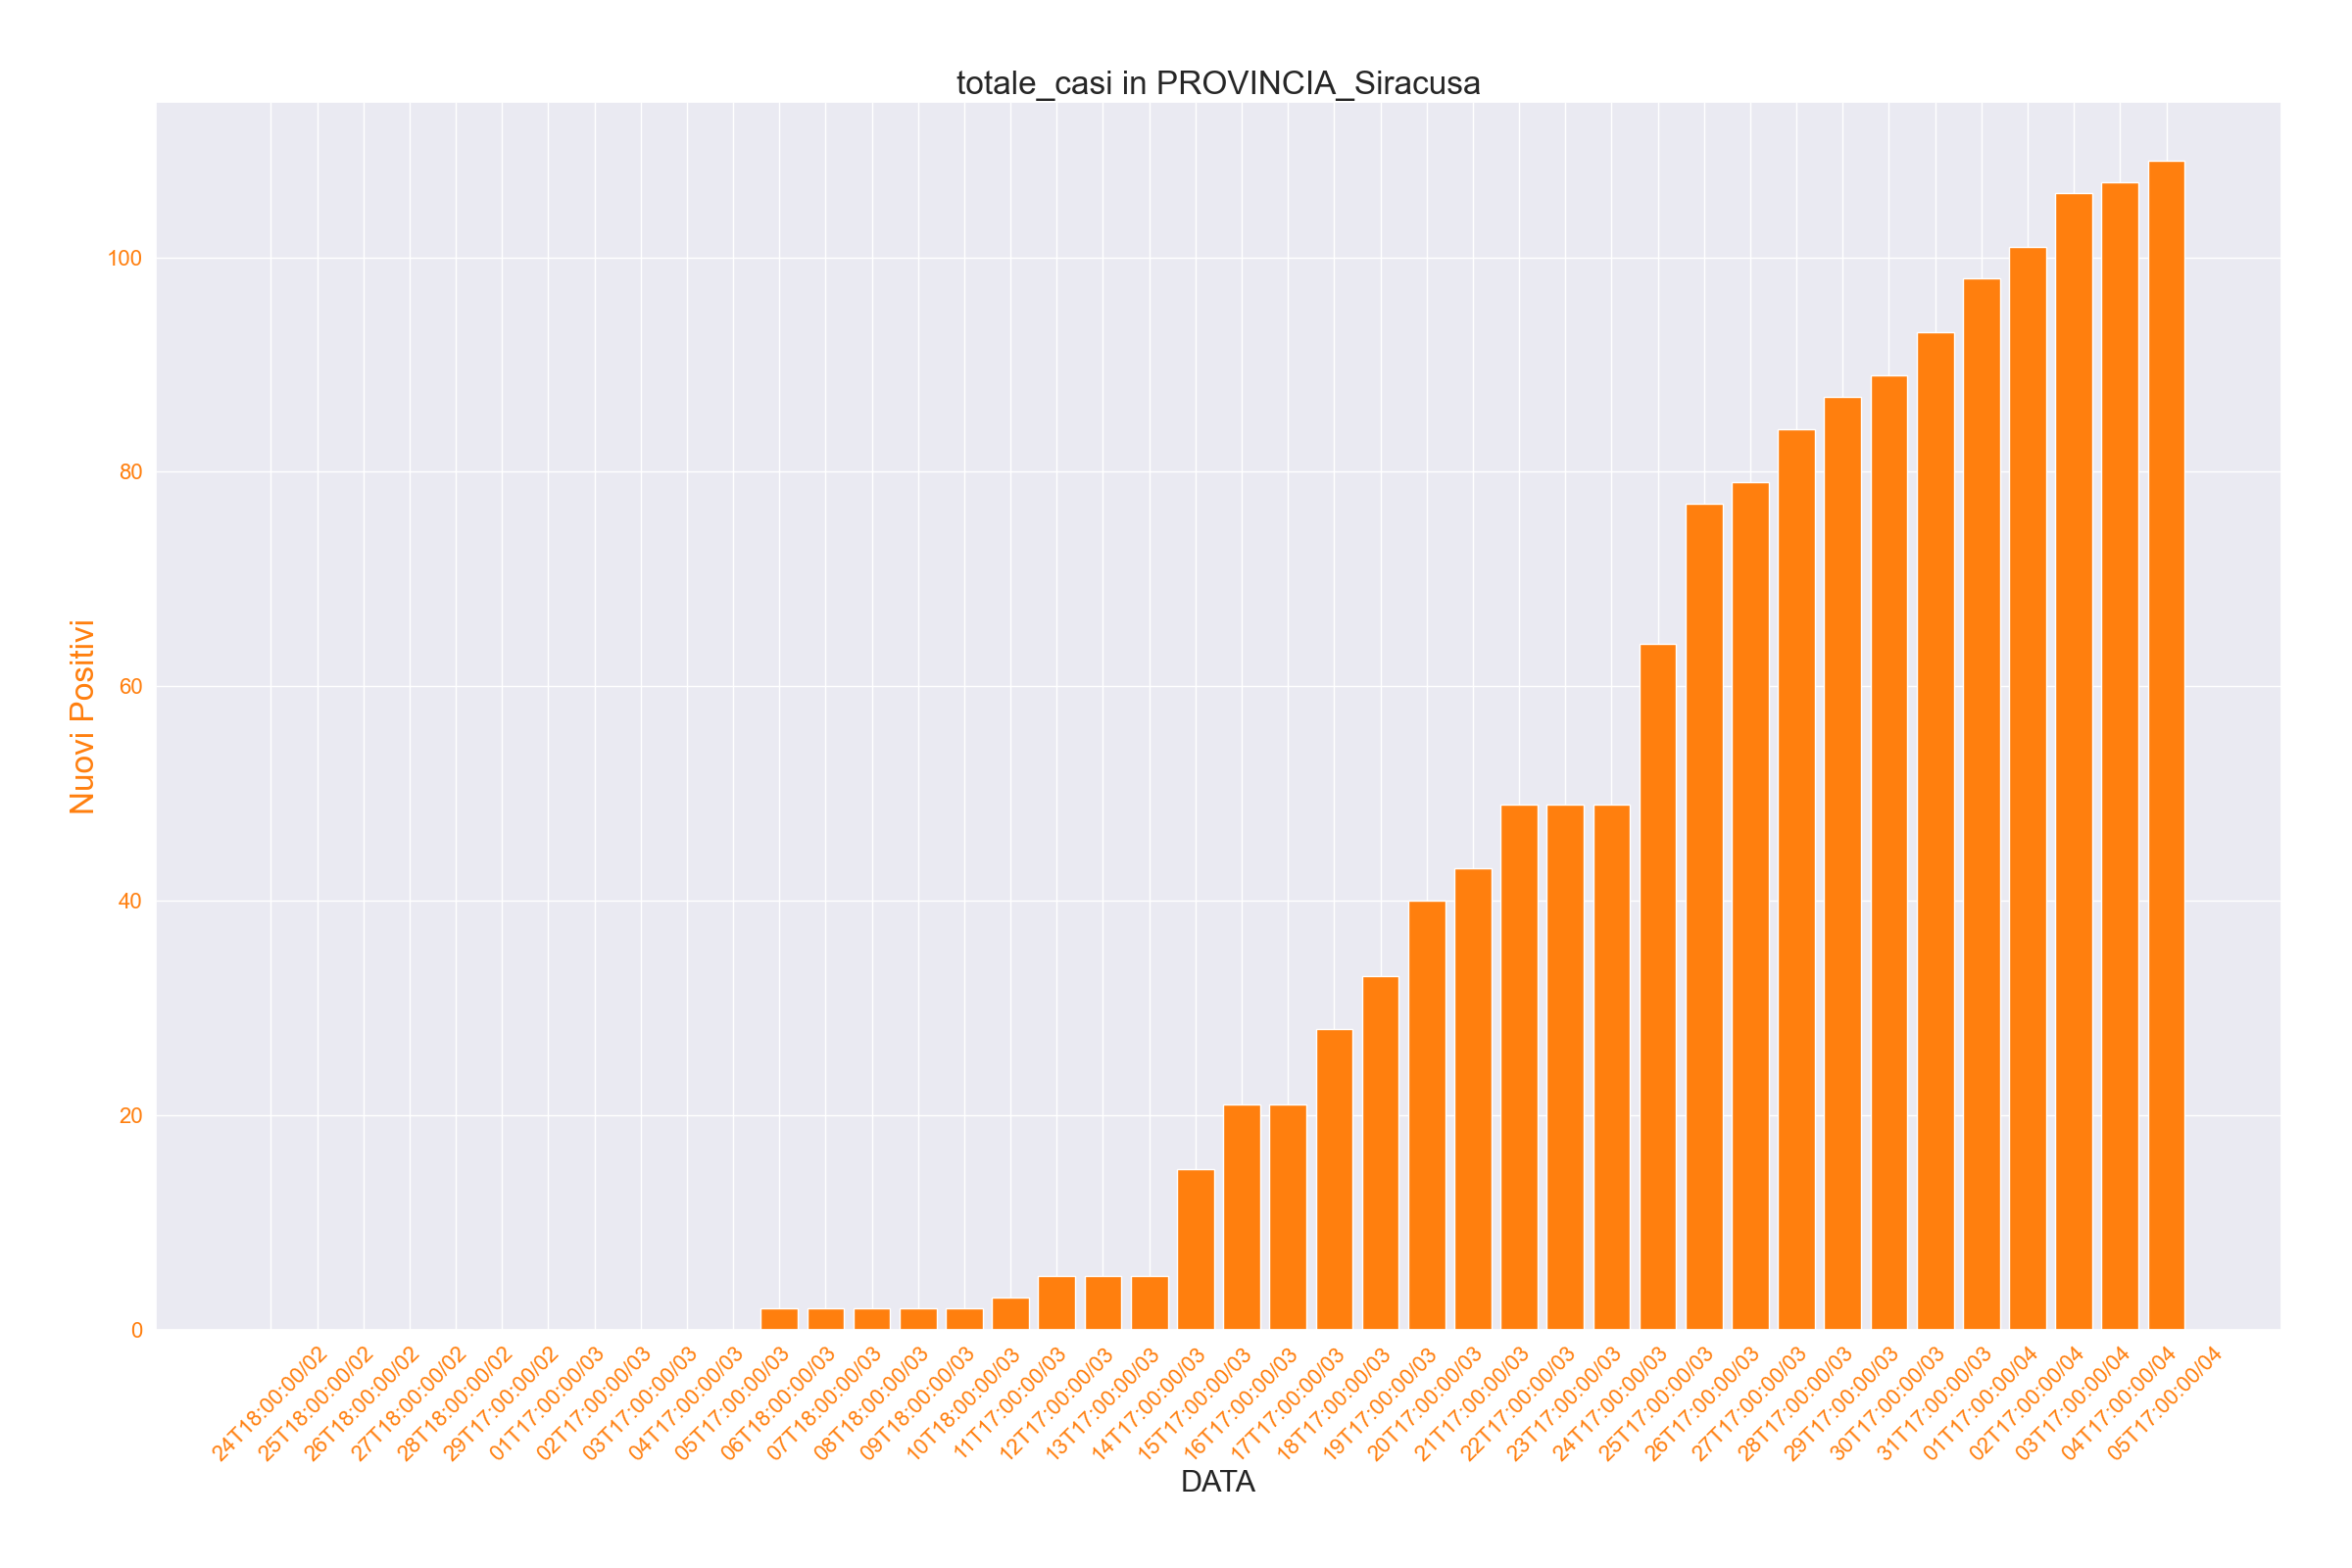 totale_casi in PROVINCIA_Siracusa
100
80
60
40
20
0
Nuovi Positivi
24T18:00:00/02
25T18:00:00/02
26T18:00:00/02
27T18:00:00/02
28T18:00:00/02
29T17:00:00/02
01T17:00:00/03
02T17:00:00/03
03T17:00:00/03
04T17:00:00/03
05T17:00:00/03
06T18:00:00/03
07T18:00:00/03
08T18:00:00/03
09T18:00:00/03
10T18:00:00/03
11T17:00:00/03
12T17:00:00/03
13T17:00:00/03
14T17:00:00/03
15T17:00:00/03
16T17:00:00/03
17T17:00:00/03
18T17:00:00/03
19T17:00:00/03
20T17:00:00/03
21T17:00:00/03
22T17:00:00/03
23T17:00:00/03
24T17:00:00/03
25T17:00:00/03
26T17:00:00/03
27T17:00:00/03
28T17:00:00/03
29T17:00:00/03
30T17:00:00/03
31T17:00:00/03
01T17:00:00/04
02T17:00:00/04
03T17:00:00/04
04T17:00:00/04
05T17:00:00/04
DATA